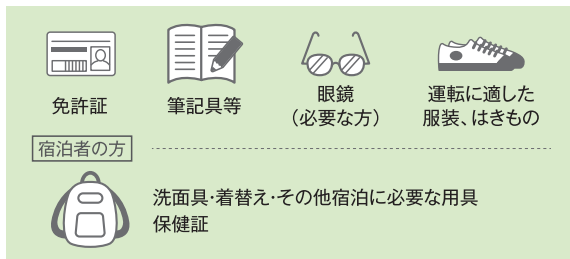 免許証
筆記具等
眼鏡
（必要な方）
運転に適した
服装、はきもの
宿泊者の方
洗面具・着替え・その他宿泊に必要な用具
保健証